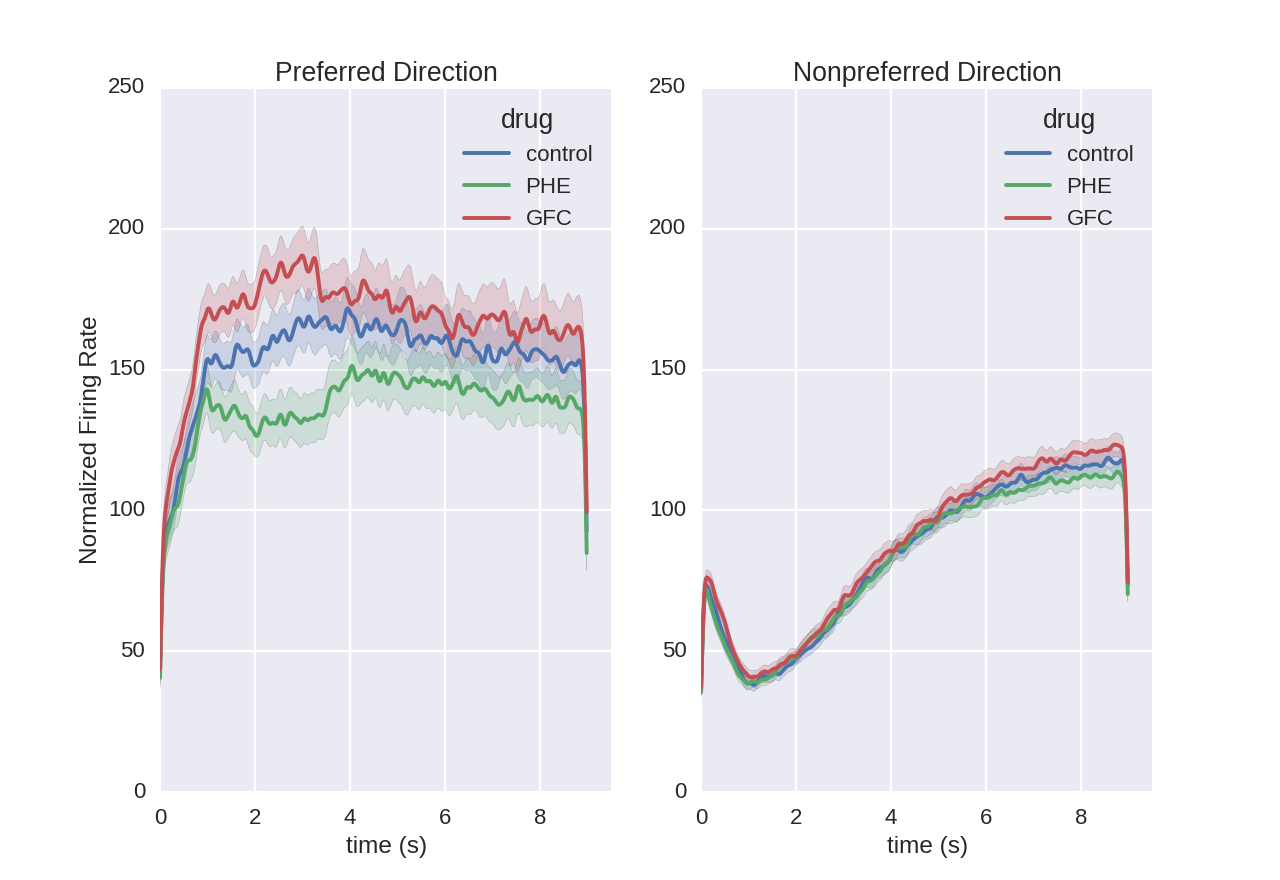 Preferred Direction
250
200
150
100
50
0
Normalized Firing Rate
drug
control
PHE
GFC
0 2 4 6 8
time (s)
Nonpreferred Direction
250
200
150
100
50
0
drug
control
PHE
GFC
0 2 4 6 8
time (s)